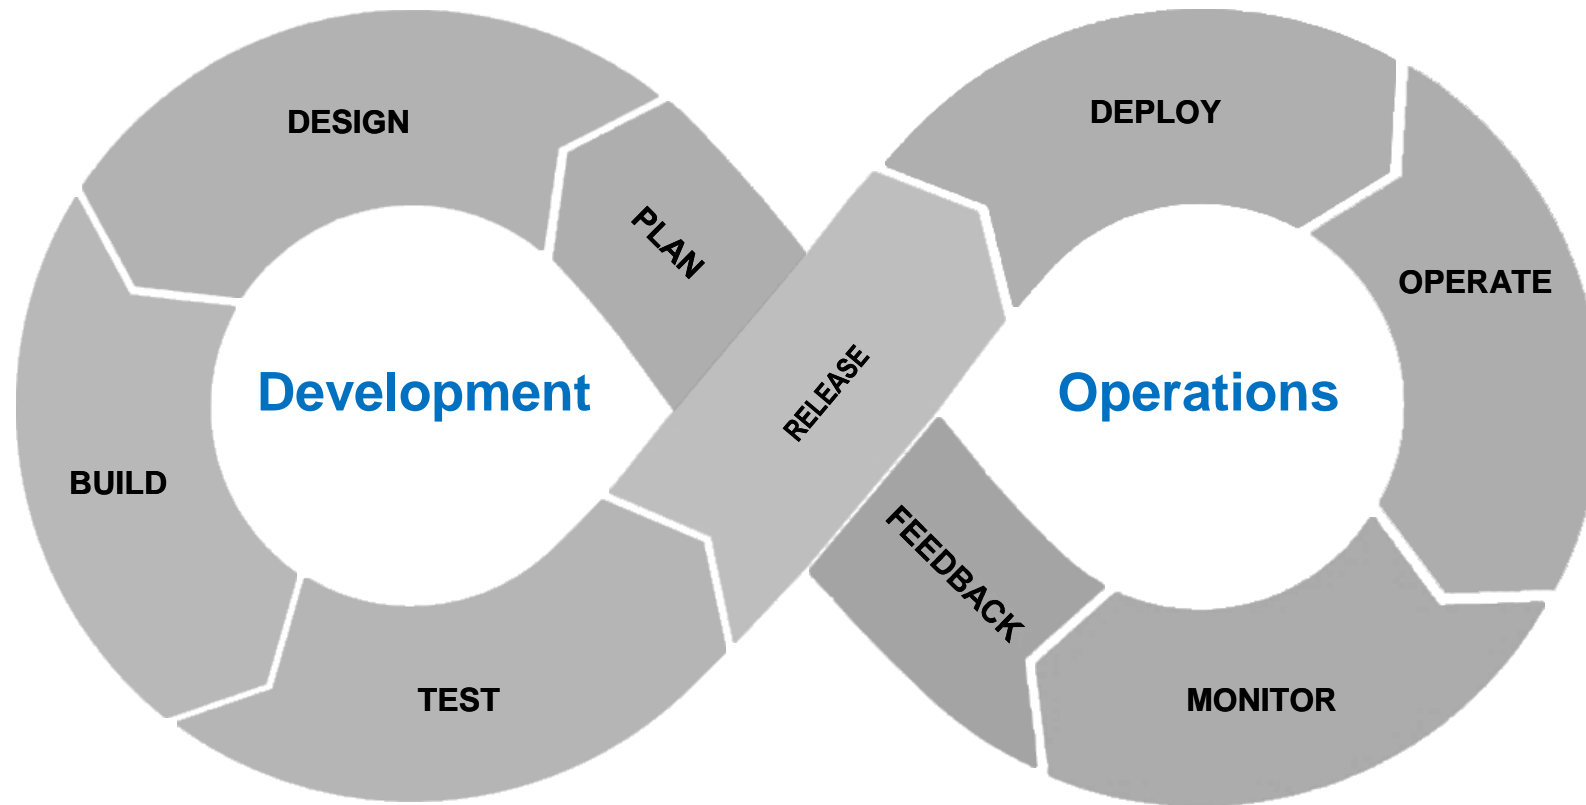 DESIGN
DEPLOY
PLAN
OPERATE
Development
RELEASE
Operations
BUILD
FEEDBACK
TEST
MONITOR